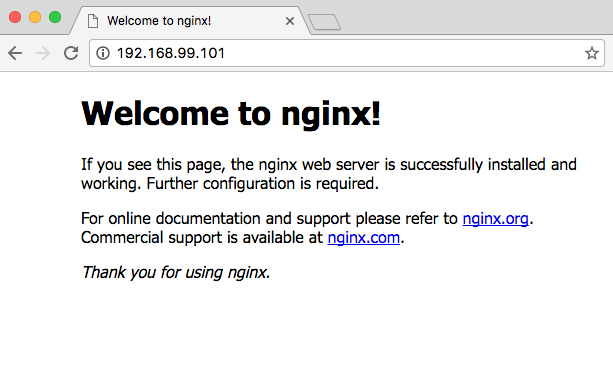 Welcome to nginx!
192.168.99.101
Welcome to nginx!
If you see this page, the nginx web server is successfully installed and
working. Further configuration is required.
For online documentation and support please refer to nginx.org.
Commercial support is available at nginx.com.
Thank you for using nginx.